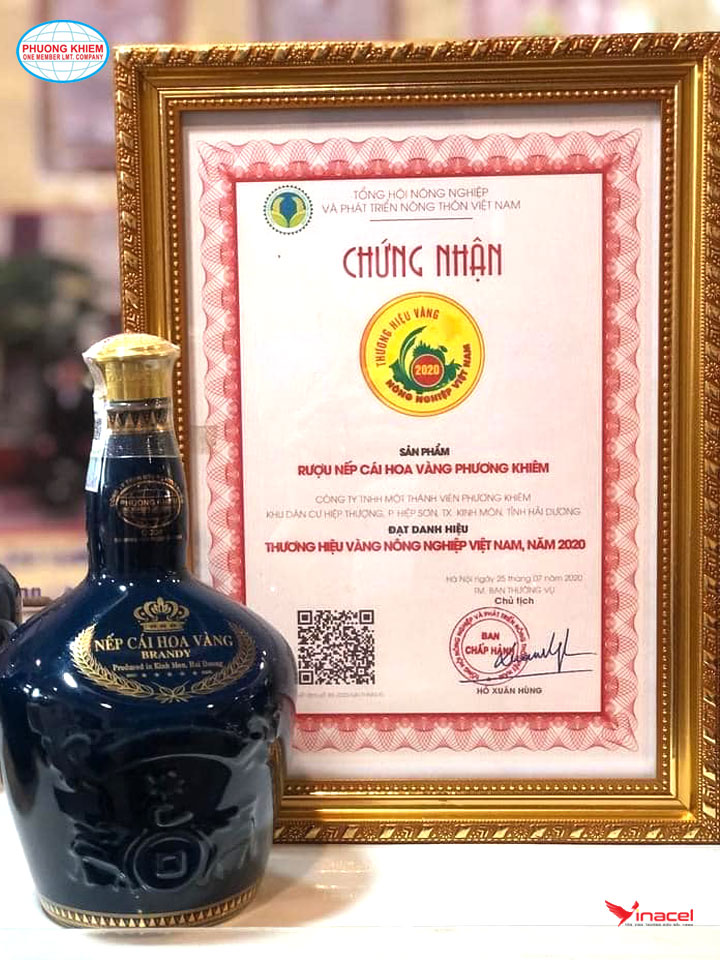 PHUONG KHIEM
ONE MEMBER LMT. COMPANY
TỔNG HỘI NÔNG NGHIỆP
VÀ PHÁT TRIỂN NÔNG THÔN VIỆT NAM
CHỨNG NHẬN
THƯƠNG HIỆU VÀNG
2020
NÔNG NGHIỆP VIỆT NAM
SẢN PHẨM
RƯỢU NẾP CÁI HOA VÀNG PHƯƠNG KHIÊM
CÔNG TY TNHH MỘT THÀNH VIÊN PHƯƠNG KHIÊM
KHU DÂN CƯ HIỆP THƯỢNG, P. HIỆP SƠN, TX. KINH MÔN, TỈNH HẢI DƯƠNG
ĐẠT DANH HIỆU
THƯƠNG HIỆU VÀNG NÔNG NGHIỆP VIỆT NAM, NĂM 2020
Hà Nội ngày 25 tháng 07 năm 2020
TM. BAN THƯỜNG VỤ
Chủ tịch
BAN
CHẤP HÀNH
HỒ XUÂN HÙNG
PHUONG KHIEM
NẾP CÁI HOA VÀNG
BRANDY
Produced in Kinh Mon, Hai Duong
Vinacel